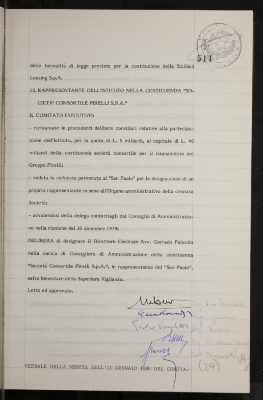 511
delle formalità di legge previste per la costituzione della Sicilsud
Leasing S.p.A.
10. RAPPRESENTANTE DELL'ISTITUTO NELLA COSTITUENDA "SO-
CIETA' CONSORTILE PIRELLI S.P.A."
IL COMITATO ESECUTIVO:
- richiamate le precedenti delibere consiliari relative alla partecipa-
zione dell'Istituto, per la quota di L. 5 miliardi, al capitale di L. 40
miliardi della costituenda società consortile per il risanamento del
Gruppo Pirelli;
- veduta la richiesta pervenuta al "San Paolo" per la designazione di un
proprio rappresentante in seno all'Organo amministrativo della cennata
Società;
- avvalendosi della delega conferitagli dal Consiglio di Amministrazio-
ne nella riunione del 20 dicembre 1979;
DELIBERA di designare il Direttore Centrale Avv. Corrado Falasola
nella carica di Consigliere di Amministrazione della costituenda
"Società Consortile Pirelli S.p.A.", in rappresentanza del "San Paolo",
salvo benestare della Superiore Vigilanza.
Letto ed approvato.
(20)
VERBALE DELLA SEDUTA DELL'11 GENNAIO 1980 DEL COMITA-